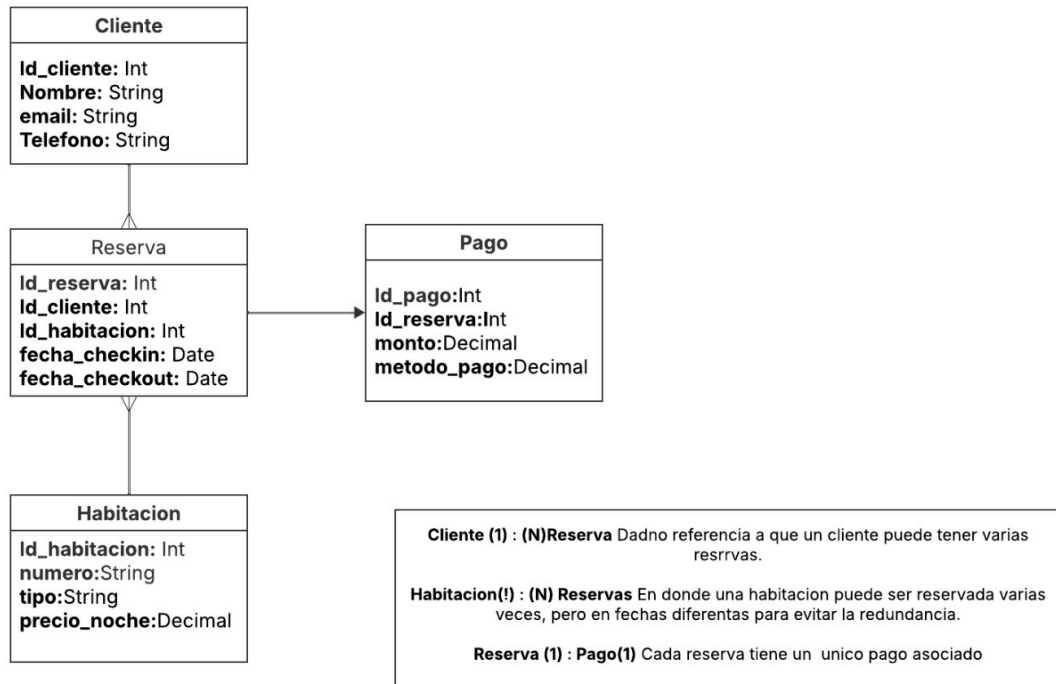 Cliente
Id_cliente: Int
Nombre: String
email: String
Telefono: String
Reserva
Id_reserva: Int
Id_cliente: Int
Id_habitacion: Int
fecha_checkin: Date
fecha_checkout: Date
Pago
Id_pago:Int
Id_reserva:Int
monto:Decimal
metodo_pago:Decimal
Habitacion
Id_habitacion: Int
numero:String
tipo:String
precio_noche:Decimal
Cliente (1) : (N)Reserva Dadno referencia a que un cliente puede tener varias
resrrvas.
Habitacion(!) : (N) Reservas En donde una habitacion puede ser reservada varias
veces, pero en fechas diferentas para evitar la redundancia.
Reserva (1) : Pago(1) Cada reserva tiene un unico pago asociado